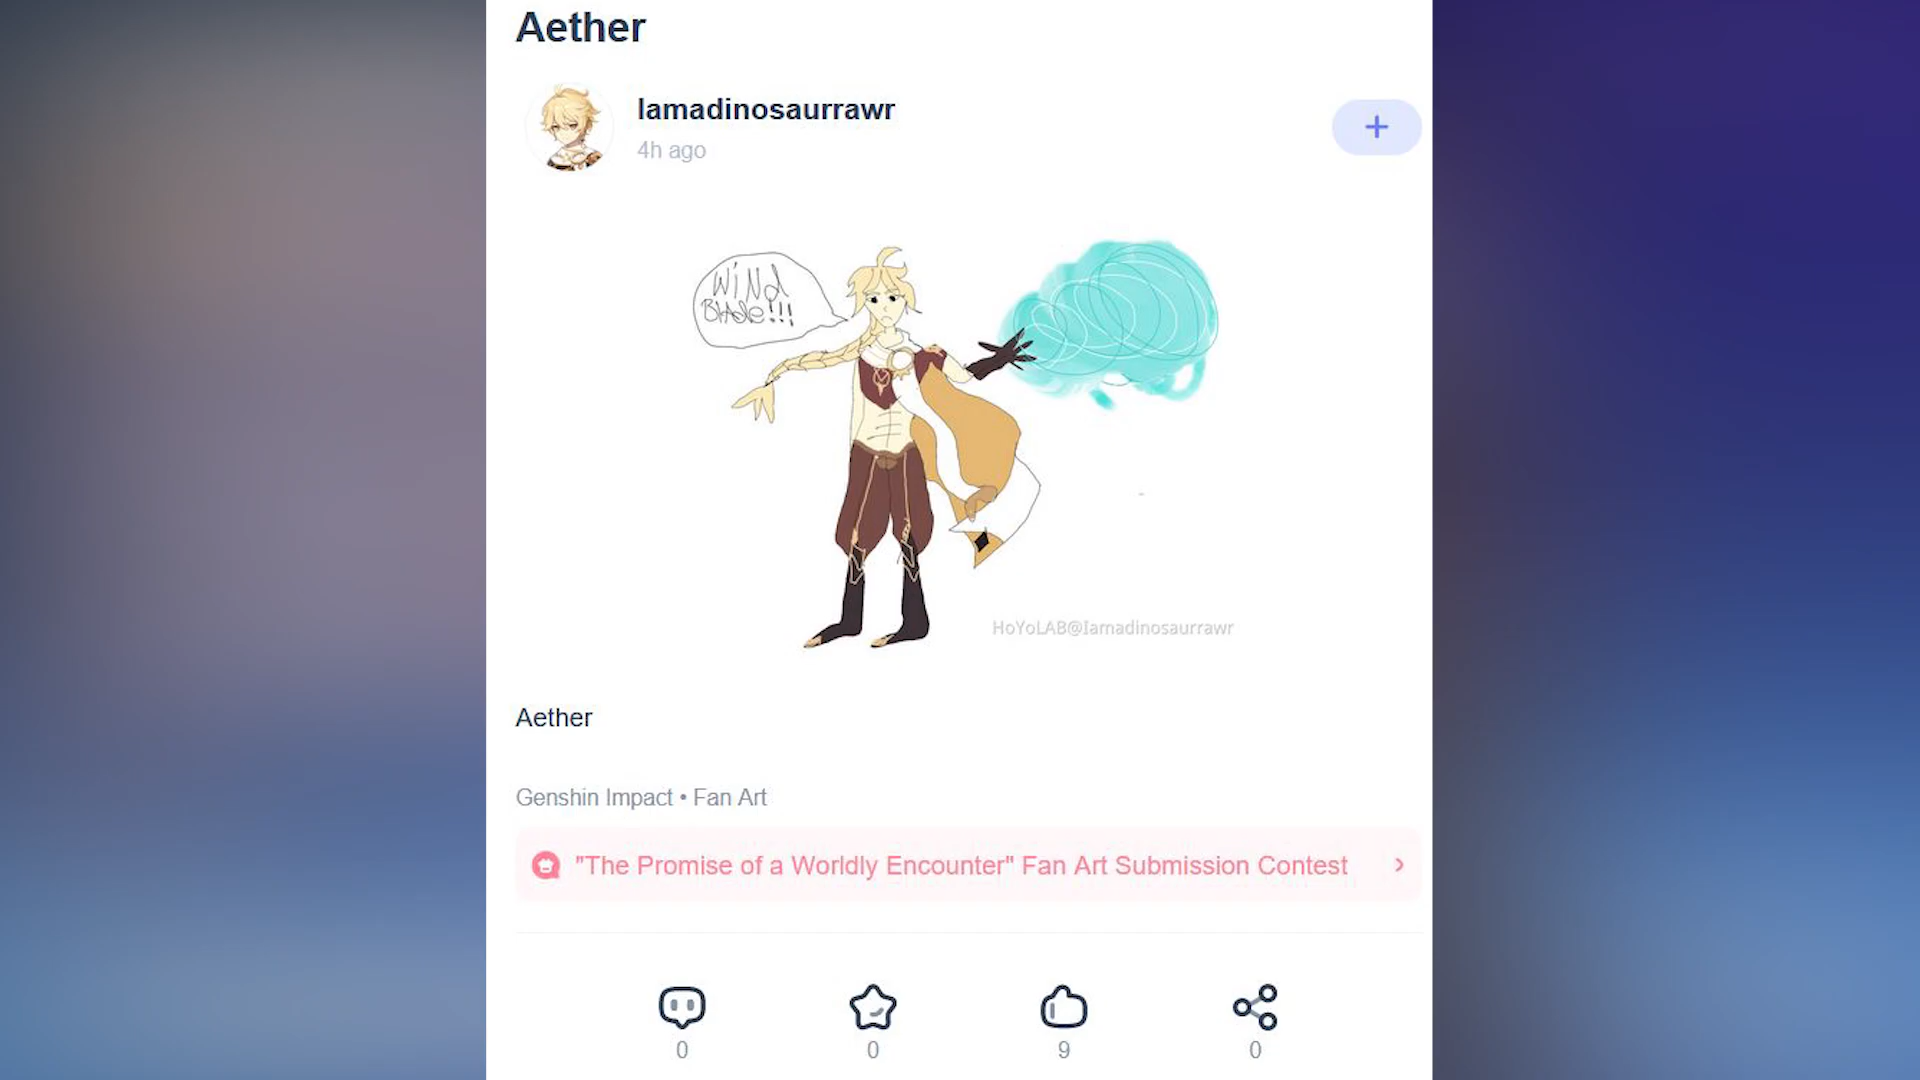 Aether
Iamadinosaurrawr
4h ago
WiNd
BlAde!!!
HoYoLAB@Iamadinosaurrawr
Aether
Genshin Impact • Fan Art
"The Promise of a Worldly Encounter" Fan Art Submission Contest
0
0
9
0